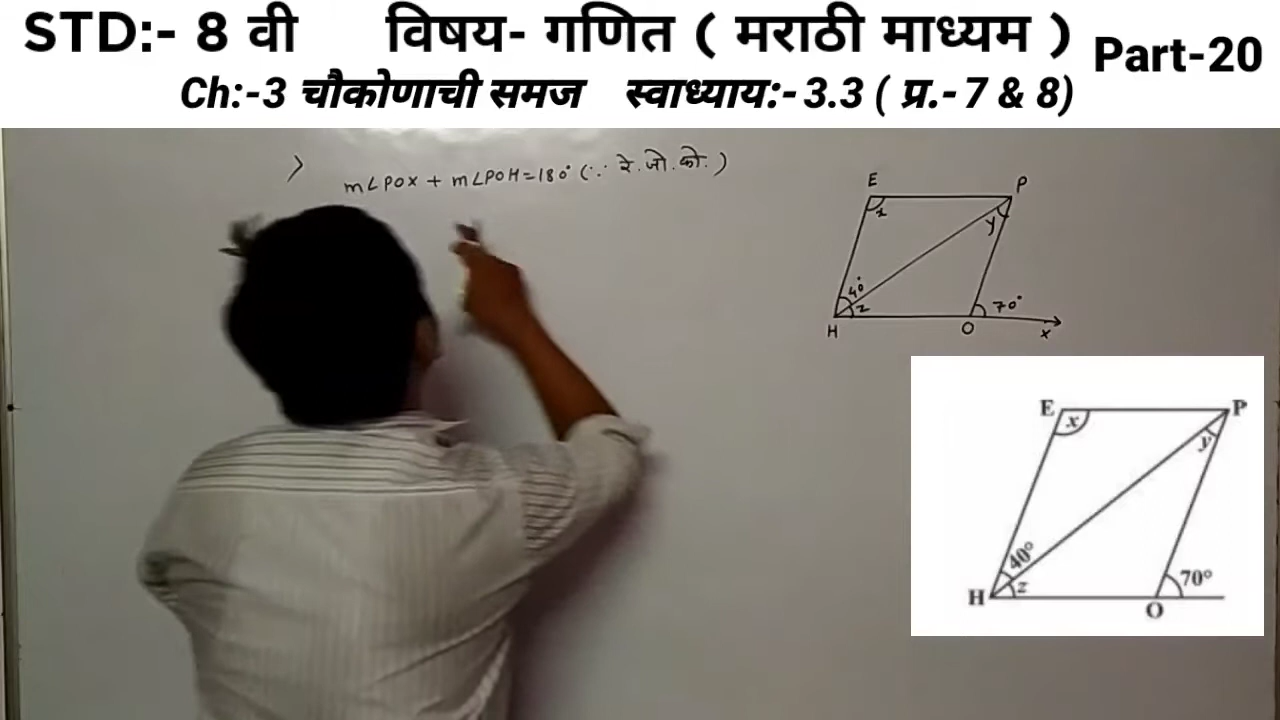 STD:- 8 वी विषय- गणित ( मराठी माध्यम ) Part-20
Ch:-3 चौकोणाची समज स्वाध्याय:- 3.3 ( प्र.- 7 & 8)
m∠POX + m∠POH = 180° (∵ रे. जो. को.)
E P
x
y
40°
z 70°
H O X
E P
x
y
40°
z 70°
H O